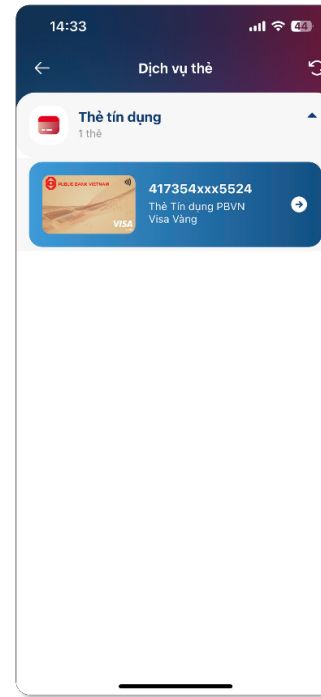 14:33
44
Dịch vụ thẻ
Thẻ tín dụng
1 thẻ
PUBLIC BANK VIETNAM
VISA
417354xxx5524
Thẻ Tín dụng PBVN
Visa Vàng